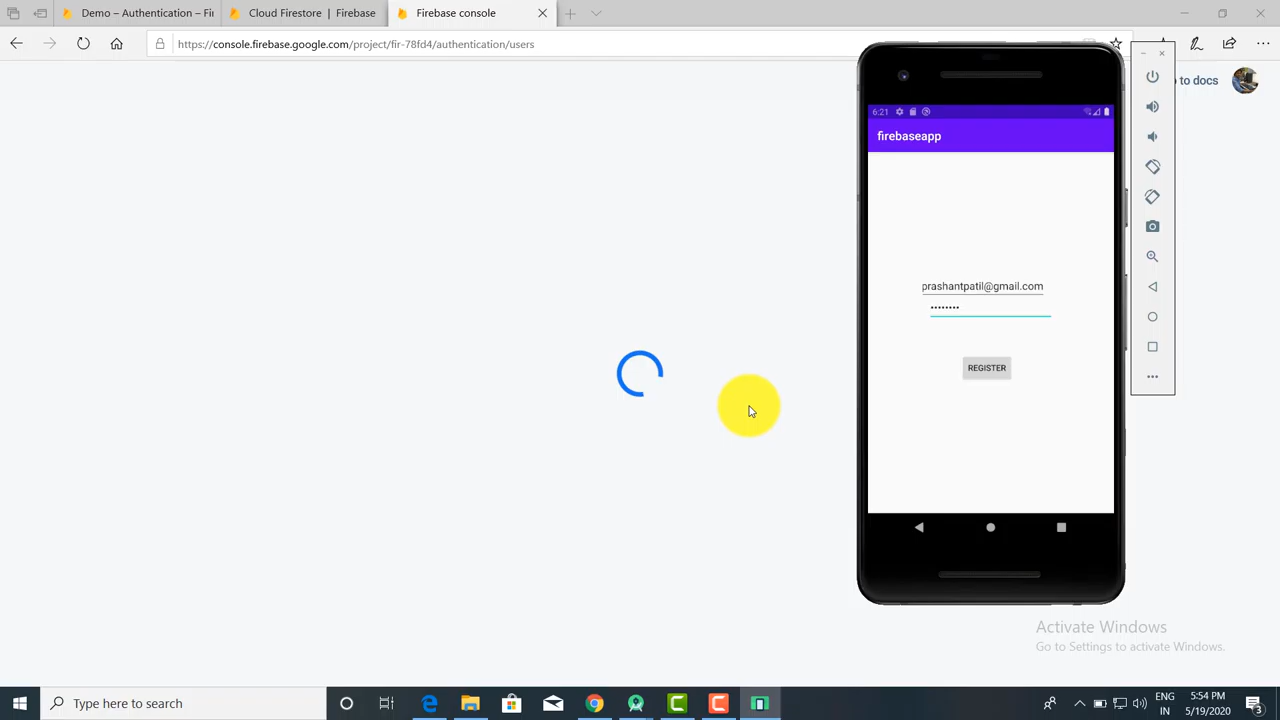 Demo – Authentication – Fi
Cloud Firestore | Firebase
Firebase console
https://console.firebase.google.com/project/fir-78fd4/authentication/users
to docs
6:21
firebaseapp
prashantpatil@gmail.com
••••••••
REGISTER
Activate Windows
Go to Settings to activate Windows.
Type here to search
ENG
IN
5:54 PM
5/19/2020
3